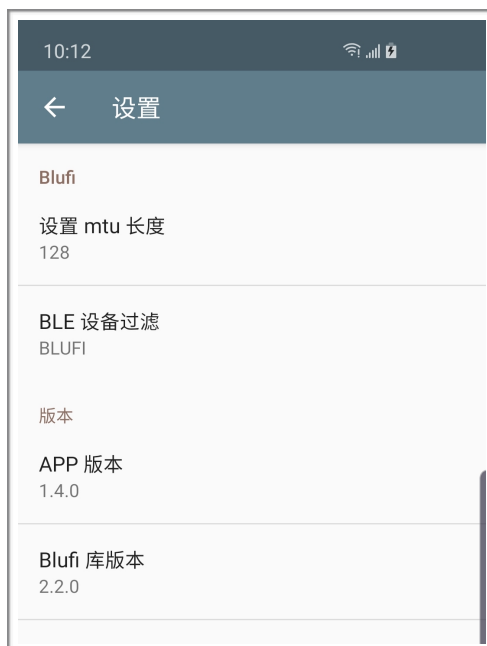 10:12
设置
Blufi
设置 mtu 长度
128
BLE 设备过滤
BLUFI
版本
APP 版本
1.4.0
Blufi 库版本
2.2.0